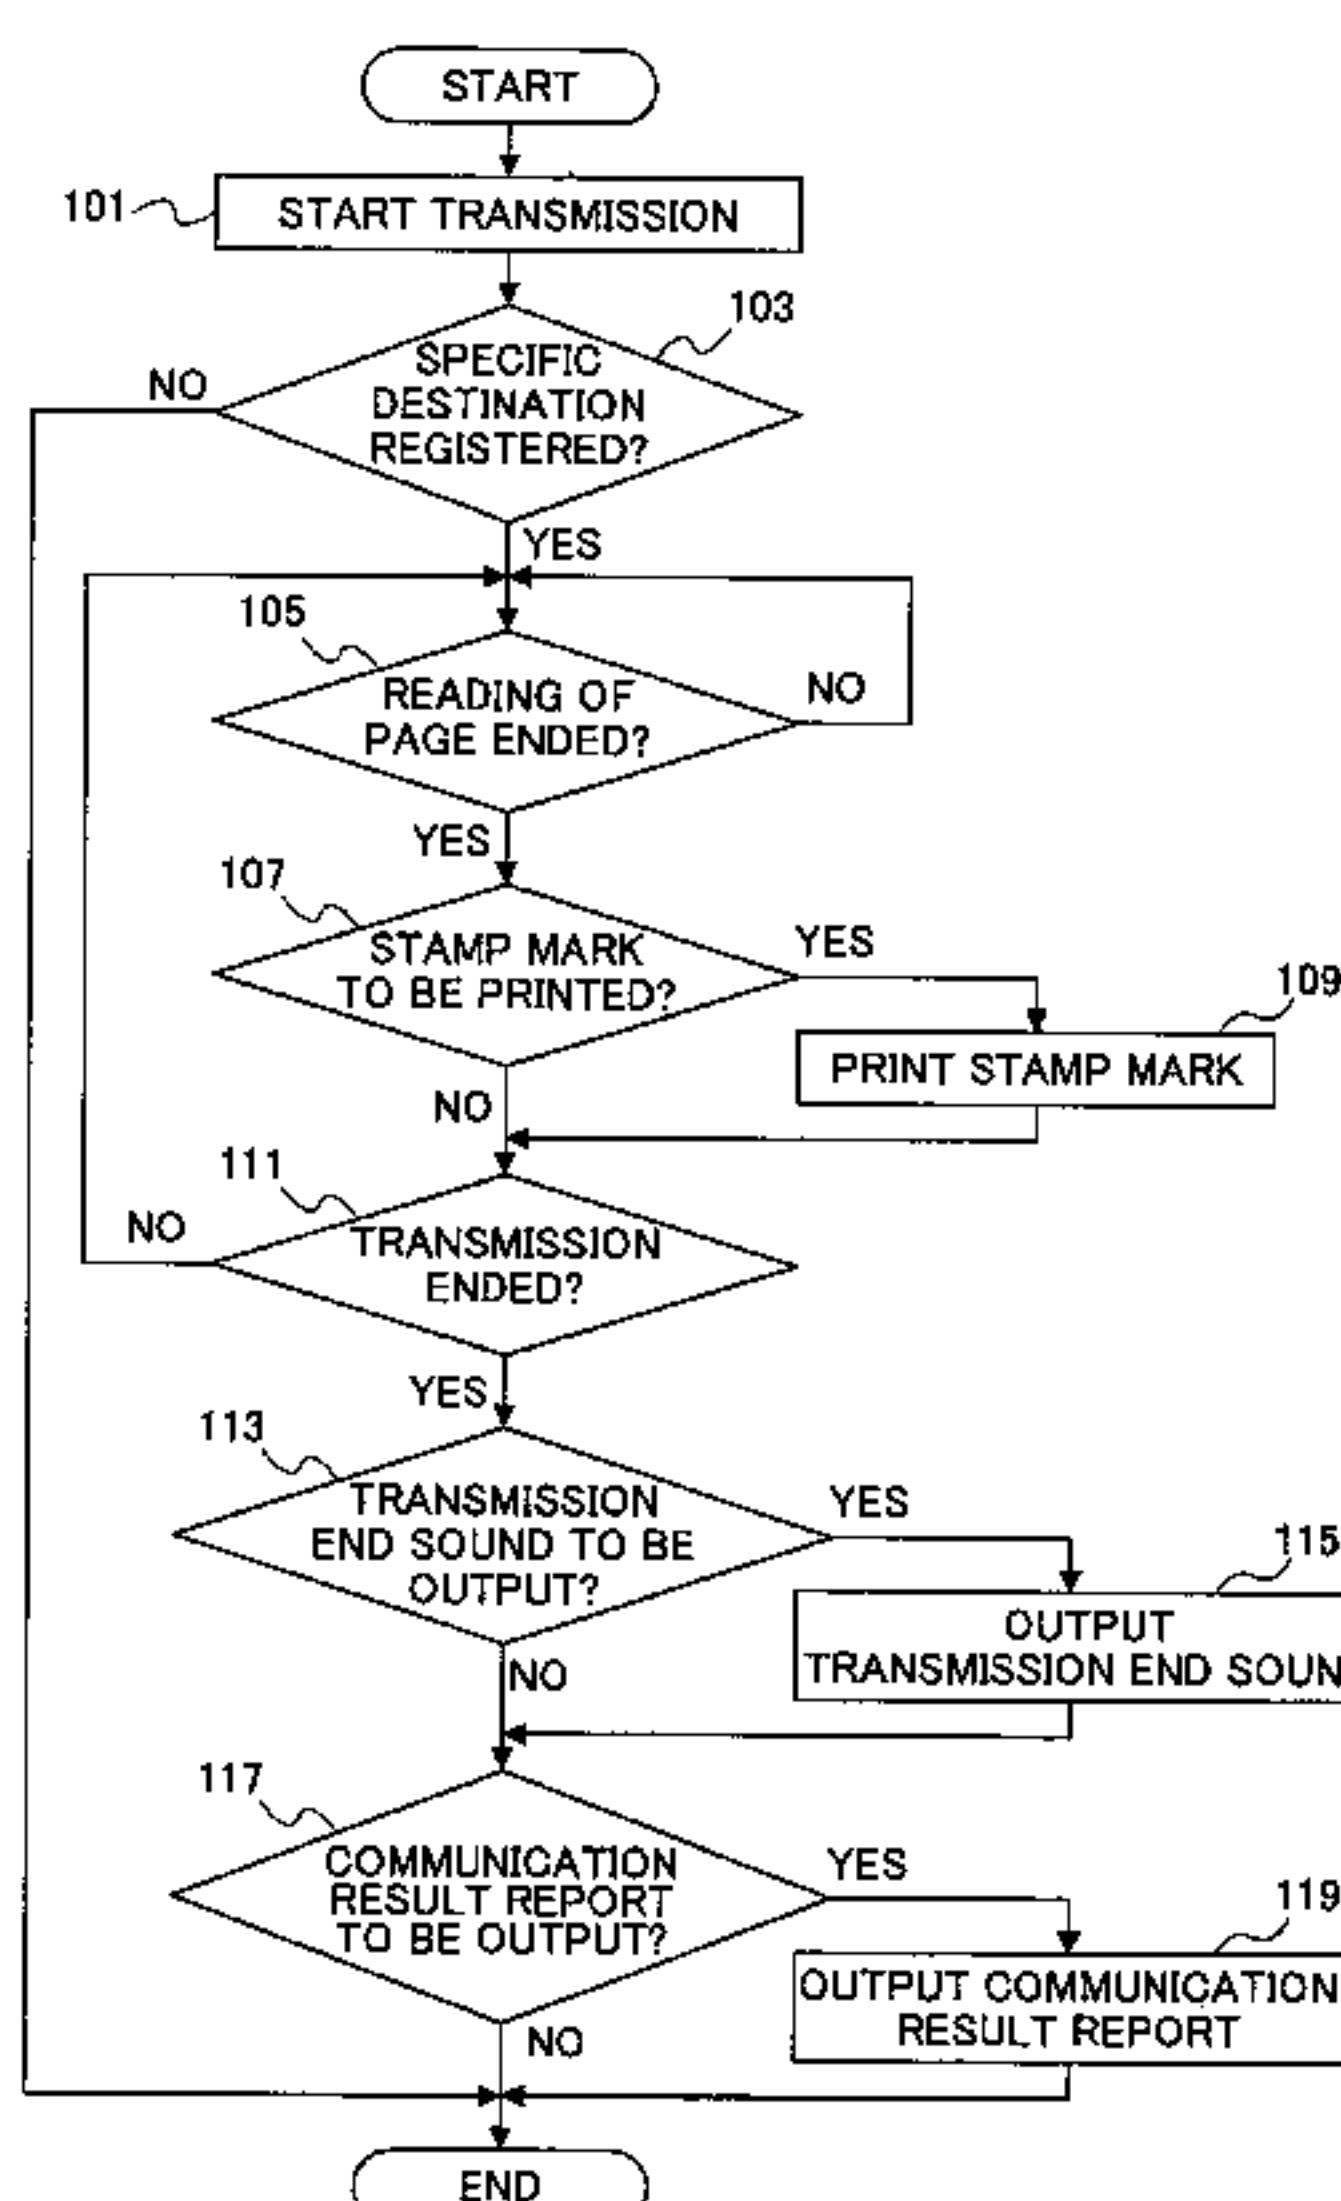 START
101
START TRANSMISSION
103
SPECIFIC
DESTINATION
REGISTERED?
NO
YES
105
READING OF
PAGE ENDED?
NO
YES
107
STAMP MARK
TO BE PRINTED?
YES
109
PRINT STAMP MARK
NO
111
TRANSMISSION
ENDED?
NO
YES
113
TRANSMISSION
END SOUND TO BE
OUTPUT?
YES
115
OUTPUT
TRANSMISSION END SOUN
NO
117
COMMUNICATION
RESULT REPORT
TO BE OUTPUT?
YES
119
OUTPUT COMMUNICATION
RESULT REPORT
NO
END